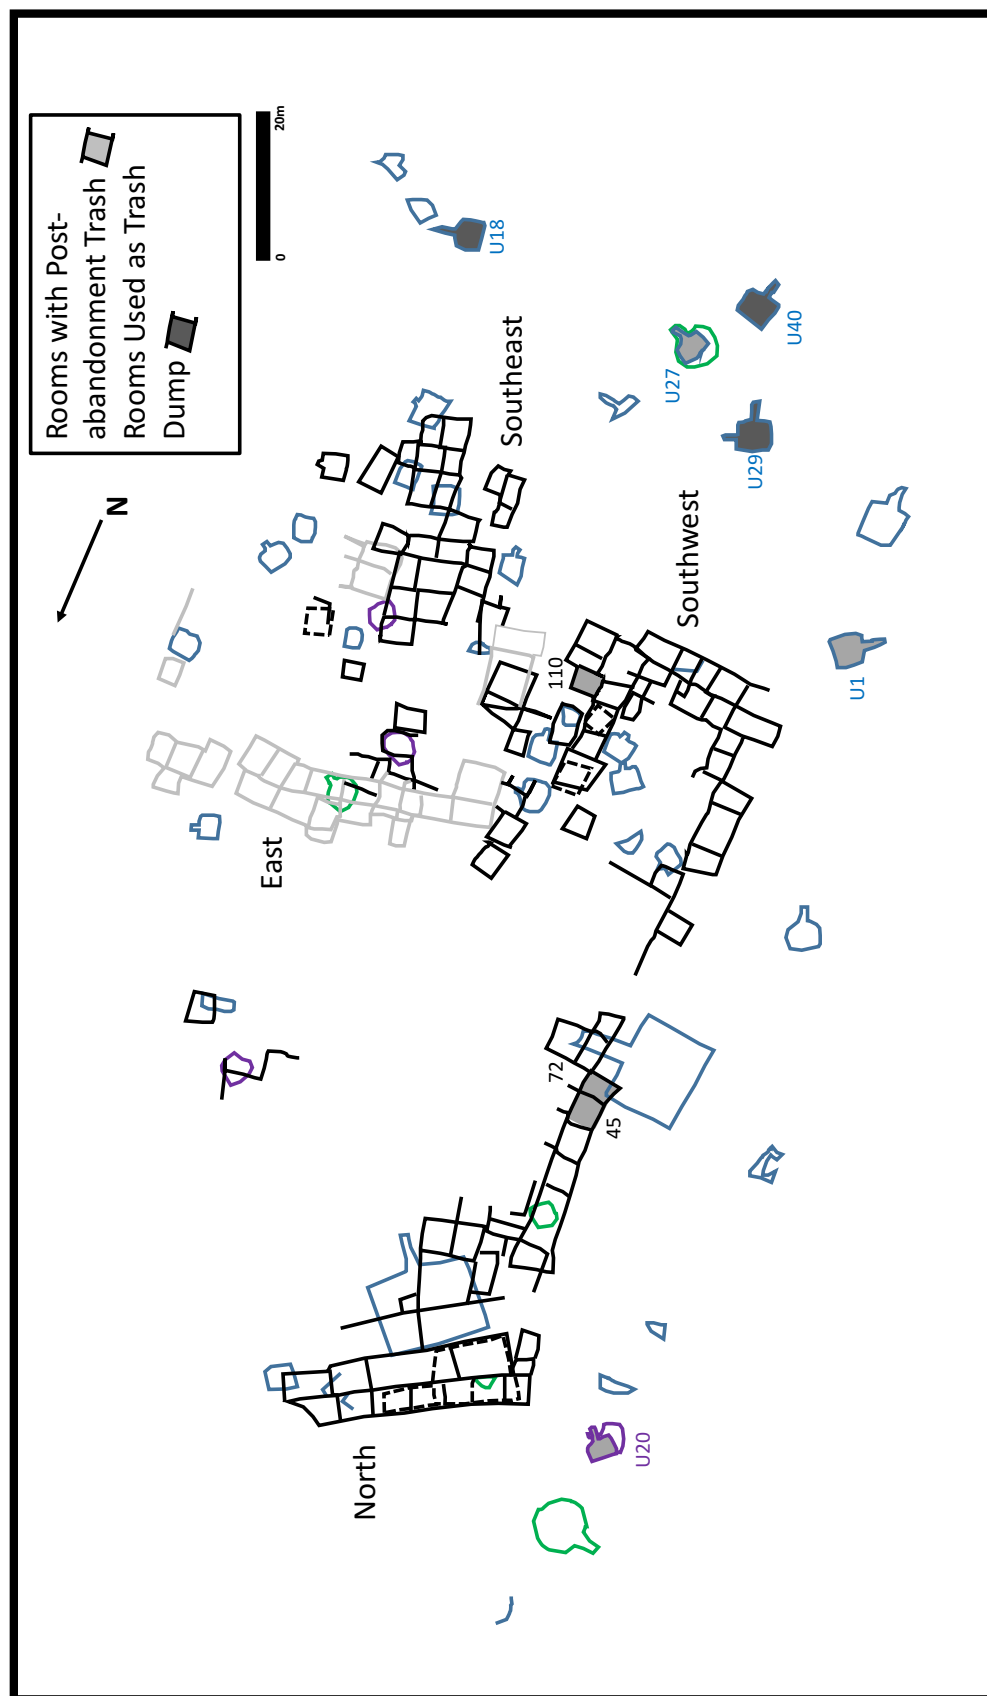 Rooms with Post-
abandonment Trash
Rooms Used as Trash
Dump
0
20m
N
U18
Southeast
U40
U27
U29
Southwest
110
U1
East
72
45
North
U20